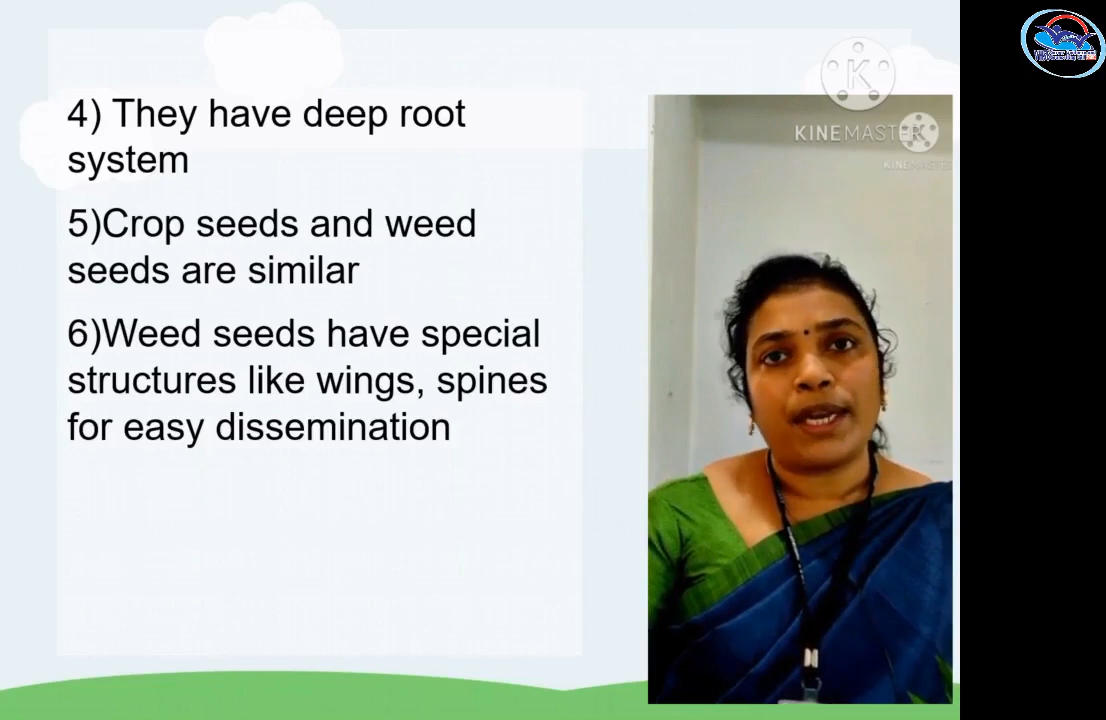 4) They have deep root
system
5)Crop seeds and weed
seeds are similar
6)Weed seeds have special
structures like wings, spines
for easy dissemination
K
KINEMASTER
KINEMASTER